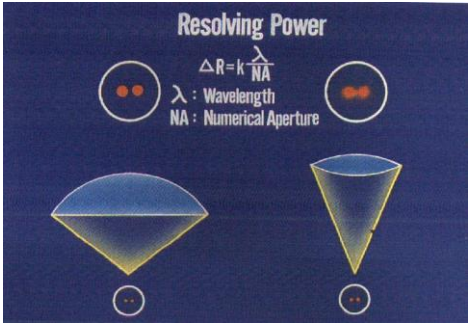 Resolving Power
ΔR=k λ/NA
λ : Wavelength
NA : Numerical Aperture